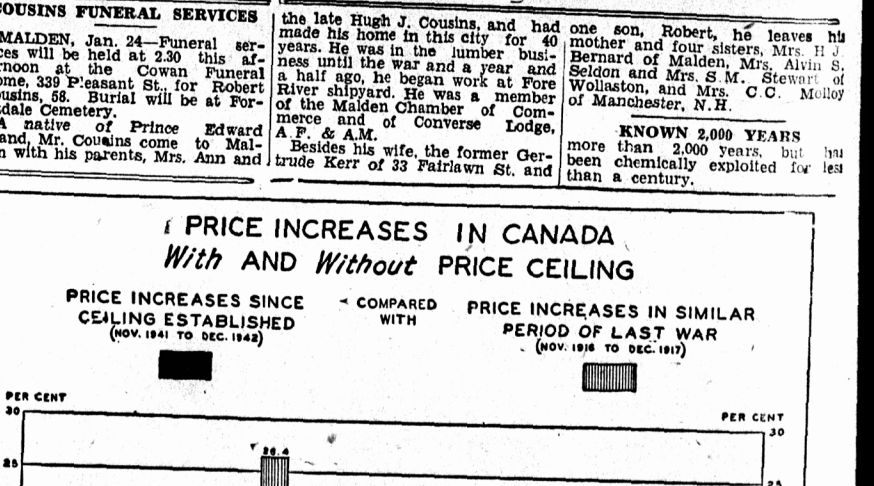 COUSINS FUNERAL SERVICES
MALDEN, Jan. 24—Funeral ser-
ces will be held at 2.30 this af-
rnoon at the Cowan Funeral
ome, 339 Pleasant St., for Robert
usins, 58. Burial will be at For-
dale Cemetery.
A native of Prince Edward
and, Mr. Cousins come to Mal-
n with his parents, Mrs. Ann and
the late Hugh J. Cousins, and had
made his home in this city for 40
years. He was in the lumber busi-
ness until the war and a year and
a half ago, he began work at Fore
River shipyard. He was a member
of the Malden Chamber of Com-
merce and of Converse Lodge,
A.F. & A.M.
Besides his wife, the former Ger-
trude Kerr of 33 Fairlawn St. and
one son, Robert, he leaves his
mother and four sisters, Mrs. H J.
Bernard of Malden, Mrs. Alvin S.
Seldon and Mrs. S.M. Stewart of
Wollaston, and Mrs. C.C. Molloy
of Manchester, N.H.
KNOWN 2,000 YEARS
more than 2,000 years, but has
been chemically exploited for less
than a century.
PRICE INCREASES IN CANADA
With AND Without PRICE CEILING
PRICE INCREASES SINCE
CEILING ESTABLISHED
(NOV. 1941 TO DEC. 1942)
COMPARED
WITH
PRICE INCREASES IN SIMILAR
PERIOD OF LAST WAR
(NOV. 1916 TO DEC. 1917)
PER CENT
30
PER CENT
30
26.4
25
25